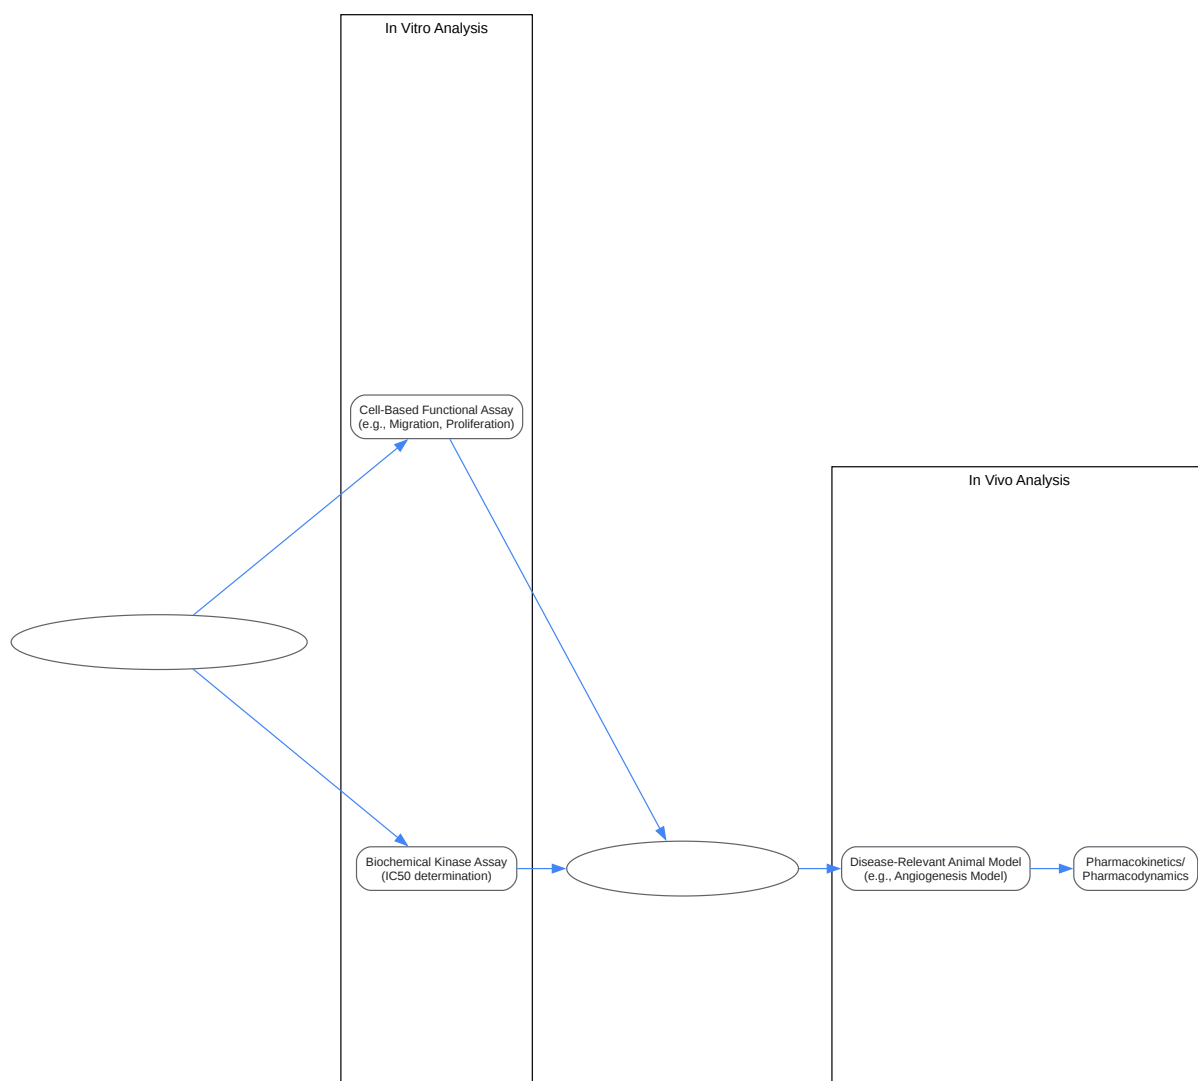 In Vitro Analysis
Cell-Based Functional Assay
(e.g., Migration, Proliferation)
In Vivo Analysis
Biochemical Kinase Assay
(IC50 determination)
Disease-Relevant Animal Model
(e.g., Angiogenesis Model)
Pharmacokinetics/
Pharmacodynamics